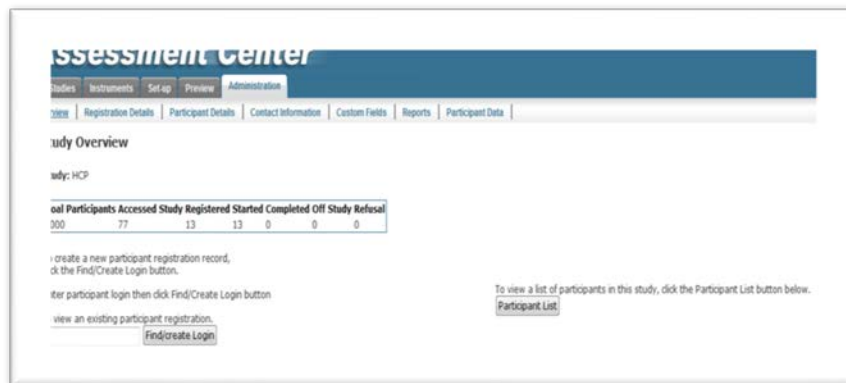 ssessment Center
Studies Instruments Set-up Preview Administration
view | Registration Details | Participant Details | Contact Information | Custom Fields | Reports | Participant Data |
tudy Overview
udy: HCP
oal Participants Accessed Study Registered Started Completed Off Study Refusal
000 77 13 13 0 0 0
create a new participant registration record,
ck the Find/Create Login button.
nter participant login then click Find/Create Login button
To view a list of participants in this study, click the Participant List button below.
Participant List
view an existing participant registration.
Find/create Login